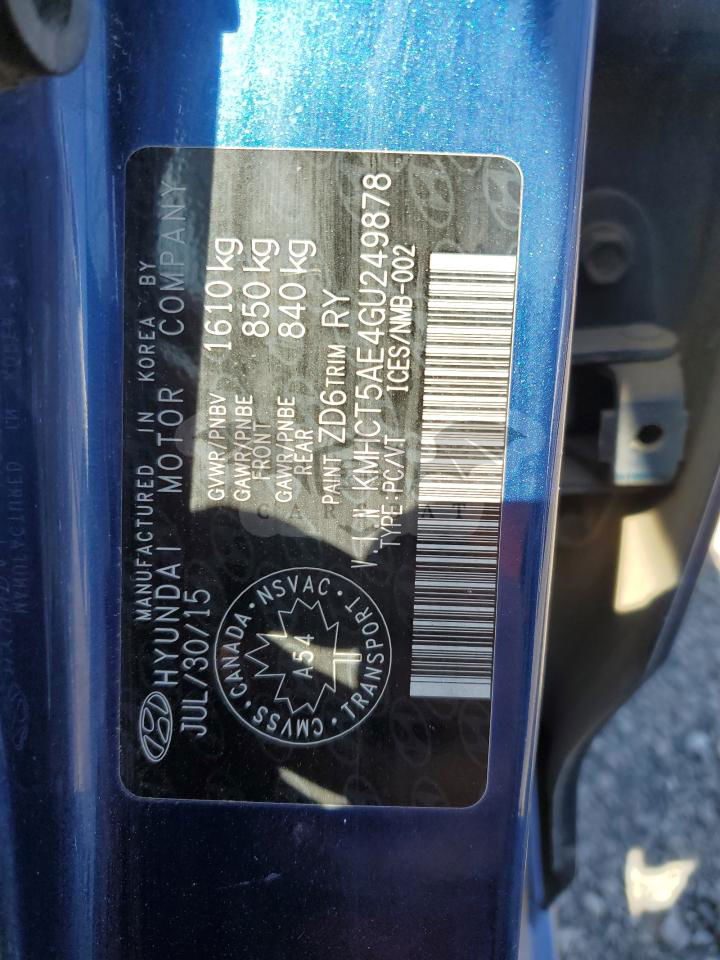 MANUFACTURED IN KOREA BY
HYUNDAI MOTOR COMPANY
JUL/30/15
GVWR/PNBV 1610 kg
GAWR/PNBE FRONT 850 kg
GAWR/PNBE REAR 840 kg
PAINT ZD6 TRIM RY
V.I.N KMHCT5AE4GU249878
TYPE:PC/VT ICES/NMB-002
CMVSS · CANADA · NSVAC · TRANSPORT
A54